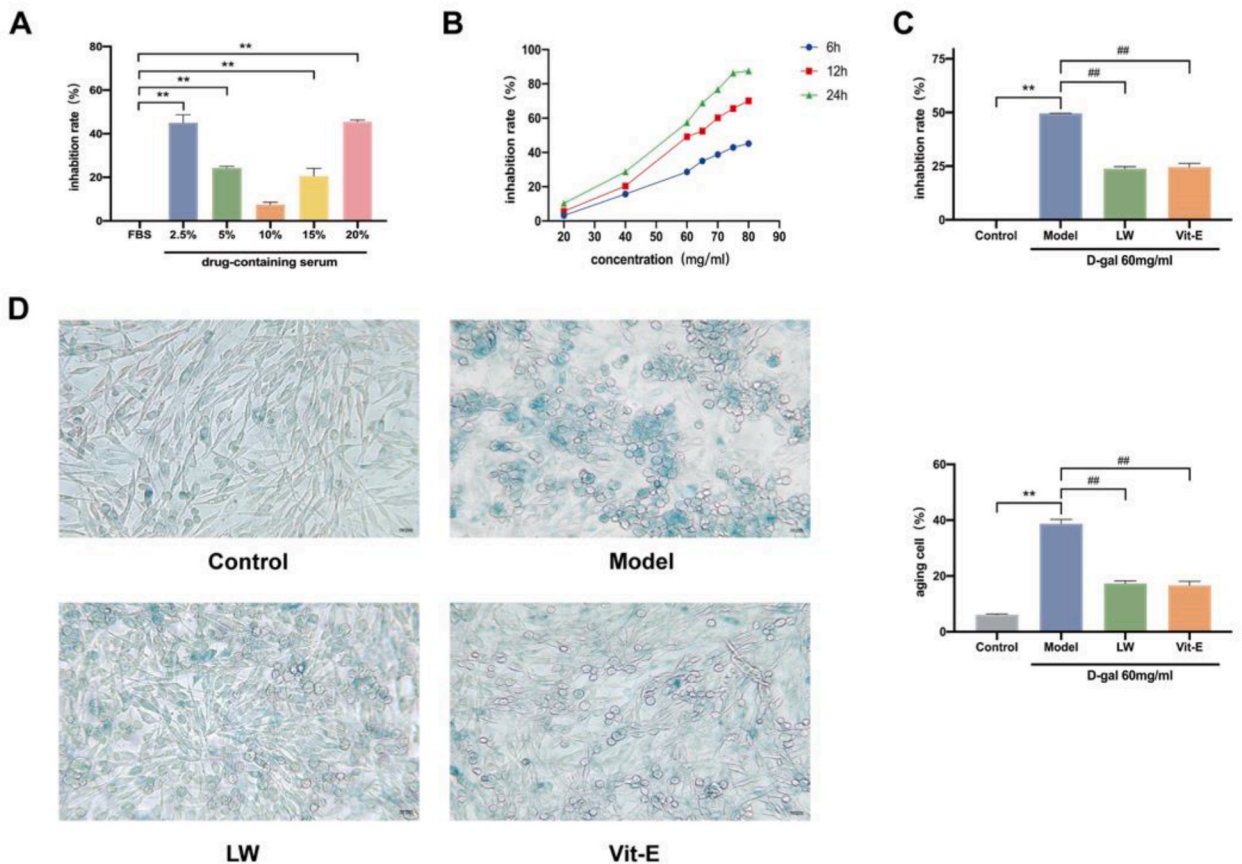 A
inhabition rate (%)
80
60
40
20
0
**
**
**
**
FBS
2.5%
5%
10%
15%
20%
drug-containing serum
B
inhabition rate (%)
100
80
60
40
20
0
20
30
40
50
60
70
80
90
concentration (mg/ml)
6h
12h
24h
C
inhabition rate (%)
75
50
25
0
**
##
##
Control
Model
LW
Vit-E
D-gal 60mg/ml
D
Control
Model
LW
Vit-E
aging cell (%)
60
40
20
0
**
##
##
Control
Model
LW
Vit-E
D-gal 60mg/ml